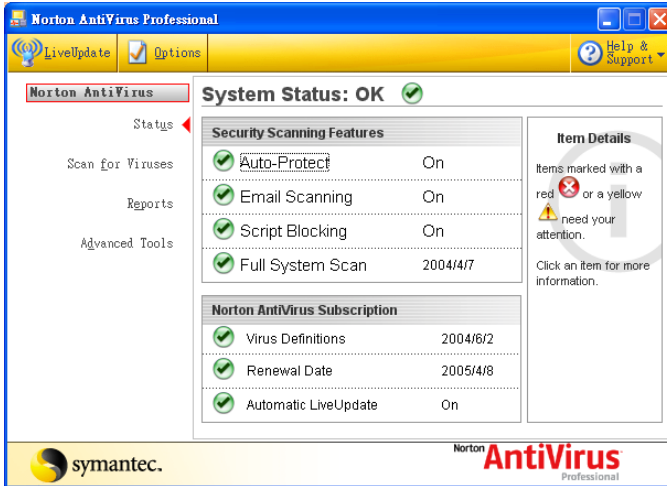 Norton AntiVirus Professional
LiveUpdate Options Help & Support
Norton AntiVirus
Status
Scan for Viruses
Reports
Advanced Tools
System Status: OK
Security Scanning Features
Auto-Protect On
Email Scanning On
Script Blocking On
Full System Scan 2004/4/7
Norton AntiVirus Subscription
Virus Definitions 2004/6/2
Renewal Date 2005/4/8
Automatic LiveUpdate On
Item Details
Items marked with a
red or a yellow
need your
attention.
Click an item for more
information.
symantec.
Norton AntiVirus
Professional